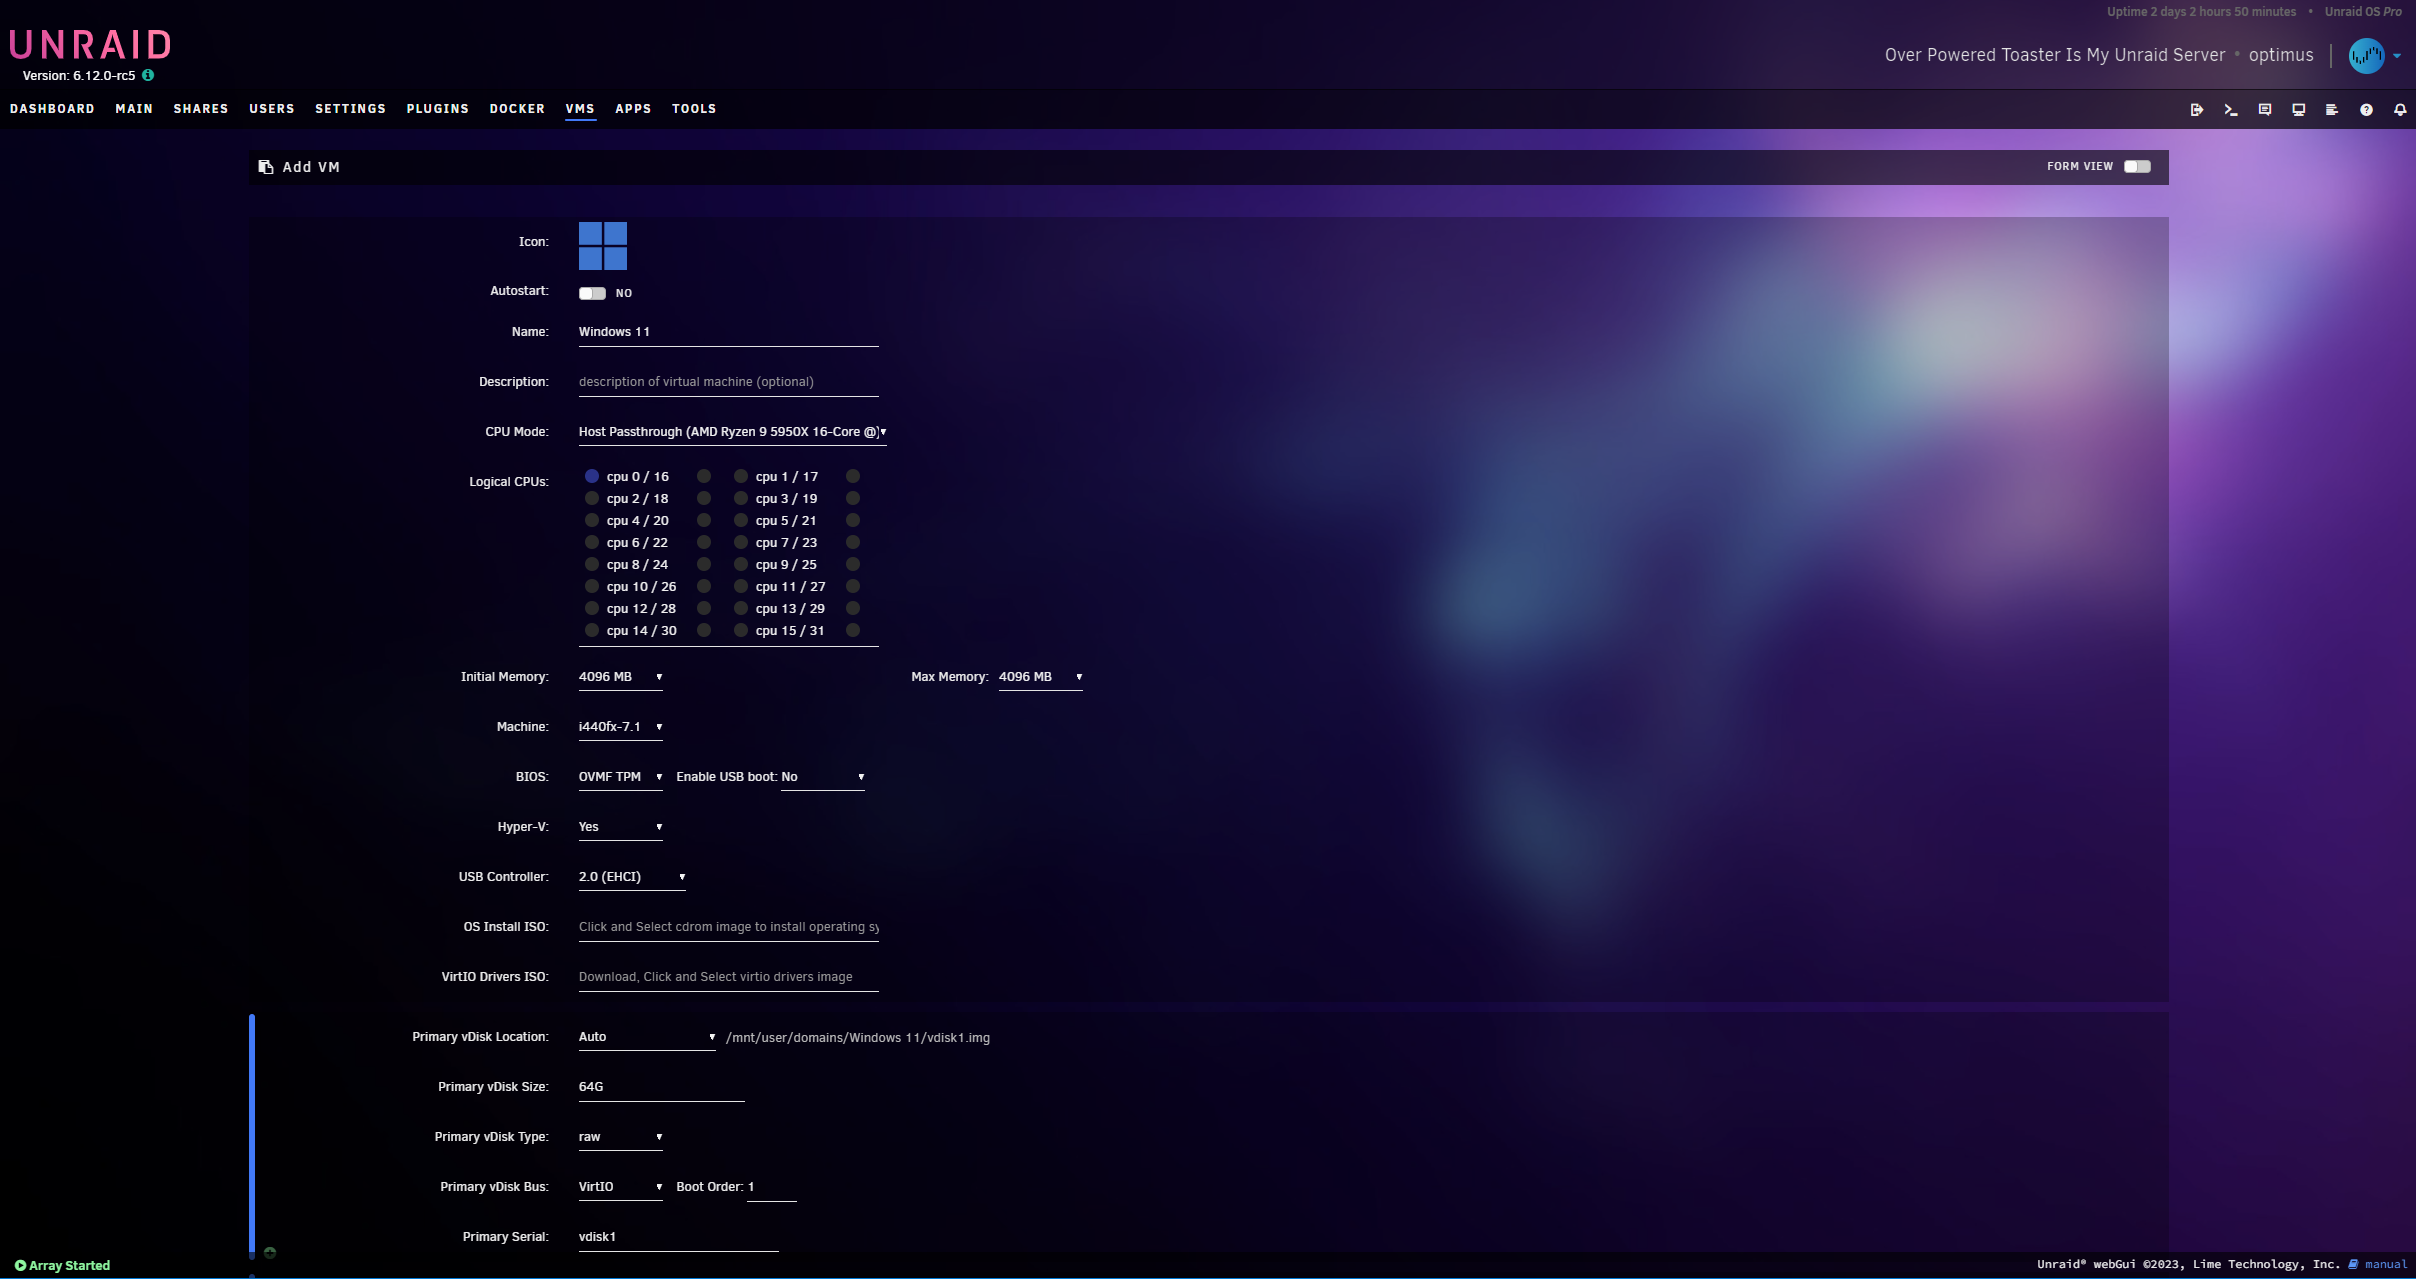 Uptime 2 days 2 hours 50 minutes • Unraid OS Pro
UNRAID
Version: 6.12.0-rc5
Over Powered Toaster Is My Unraid Server • optimus
DASHBOARD MAIN SHARES USERS SETTINGS PLUGINS DOCKER VMS APPS TOOLS
Add VM
FORM VIEW
Icon:
Autostart: NO
Name: Windows 11
Description: description of virtual machine (optional)
CPU Mode: Host Passthrough (AMD Ryzen 9 5950X 16-Core @)
Logical CPUs: cpu 0 / 16 cpu 1 / 17
cpu 2 / 18 cpu 3 / 19
cpu 4 / 20 cpu 5 / 21
cpu 6 / 22 cpu 7 / 23
cpu 8 / 24 cpu 9 / 25
cpu 10 / 26 cpu 11 / 27
cpu 12 / 28 cpu 13 / 29
cpu 14 / 30 cpu 15 / 31
Initial Memory: 4096 MB Max Memory: 4096 MB
Machine: i440fx-7.1
BIOS: OVMF TPM Enable USB boot: No
Hyper-V: Yes
USB Controller: 2.0 (EHCI)
OS Install ISO: Click and Select cdrom image to install operating sy
VirtIO Drivers ISO: Download, Click and Select virtio drivers image
Primary vDisk Location: Auto /mnt/user/domains/Windows 11/vdisk1.img
Primary vDisk Size: 64G
Primary vDisk Type: raw
Primary vDisk Bus: VirtIO Boot Order: 1
Primary Serial: vdisk1
Array Started
Unraid® webGui ©2023, Lime Technology, Inc. manual